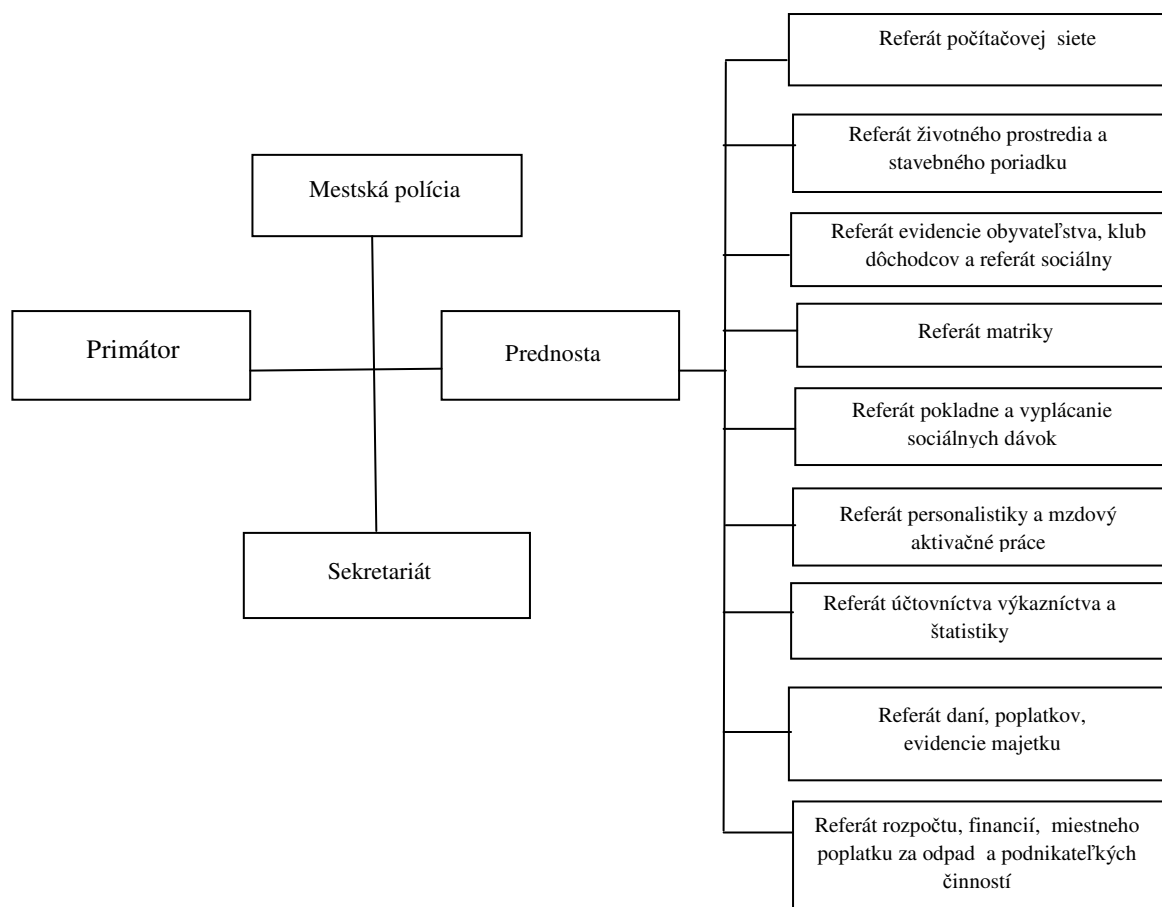 Referát počítačovej siete
Referát životného prostredia a
stavebného poriadku
Mestská polícia
Referát evidencie obyvateľstva, klub
dôchodcov a referát sociálny
Primátor
Prednosta
Referát matriky
Referát pokladne a vyplácanie
sociálnych dávok
Referát personalistiky a mzdový
aktivačné práce
Sekretariát
Referát účtovníctva výkazníctva a
štatistiky
Referát daní, poplatkov,
evidencie majetku
Referát rozpočtu, financií, miestneho
poplatku za odpad a podnikateľkých
činností